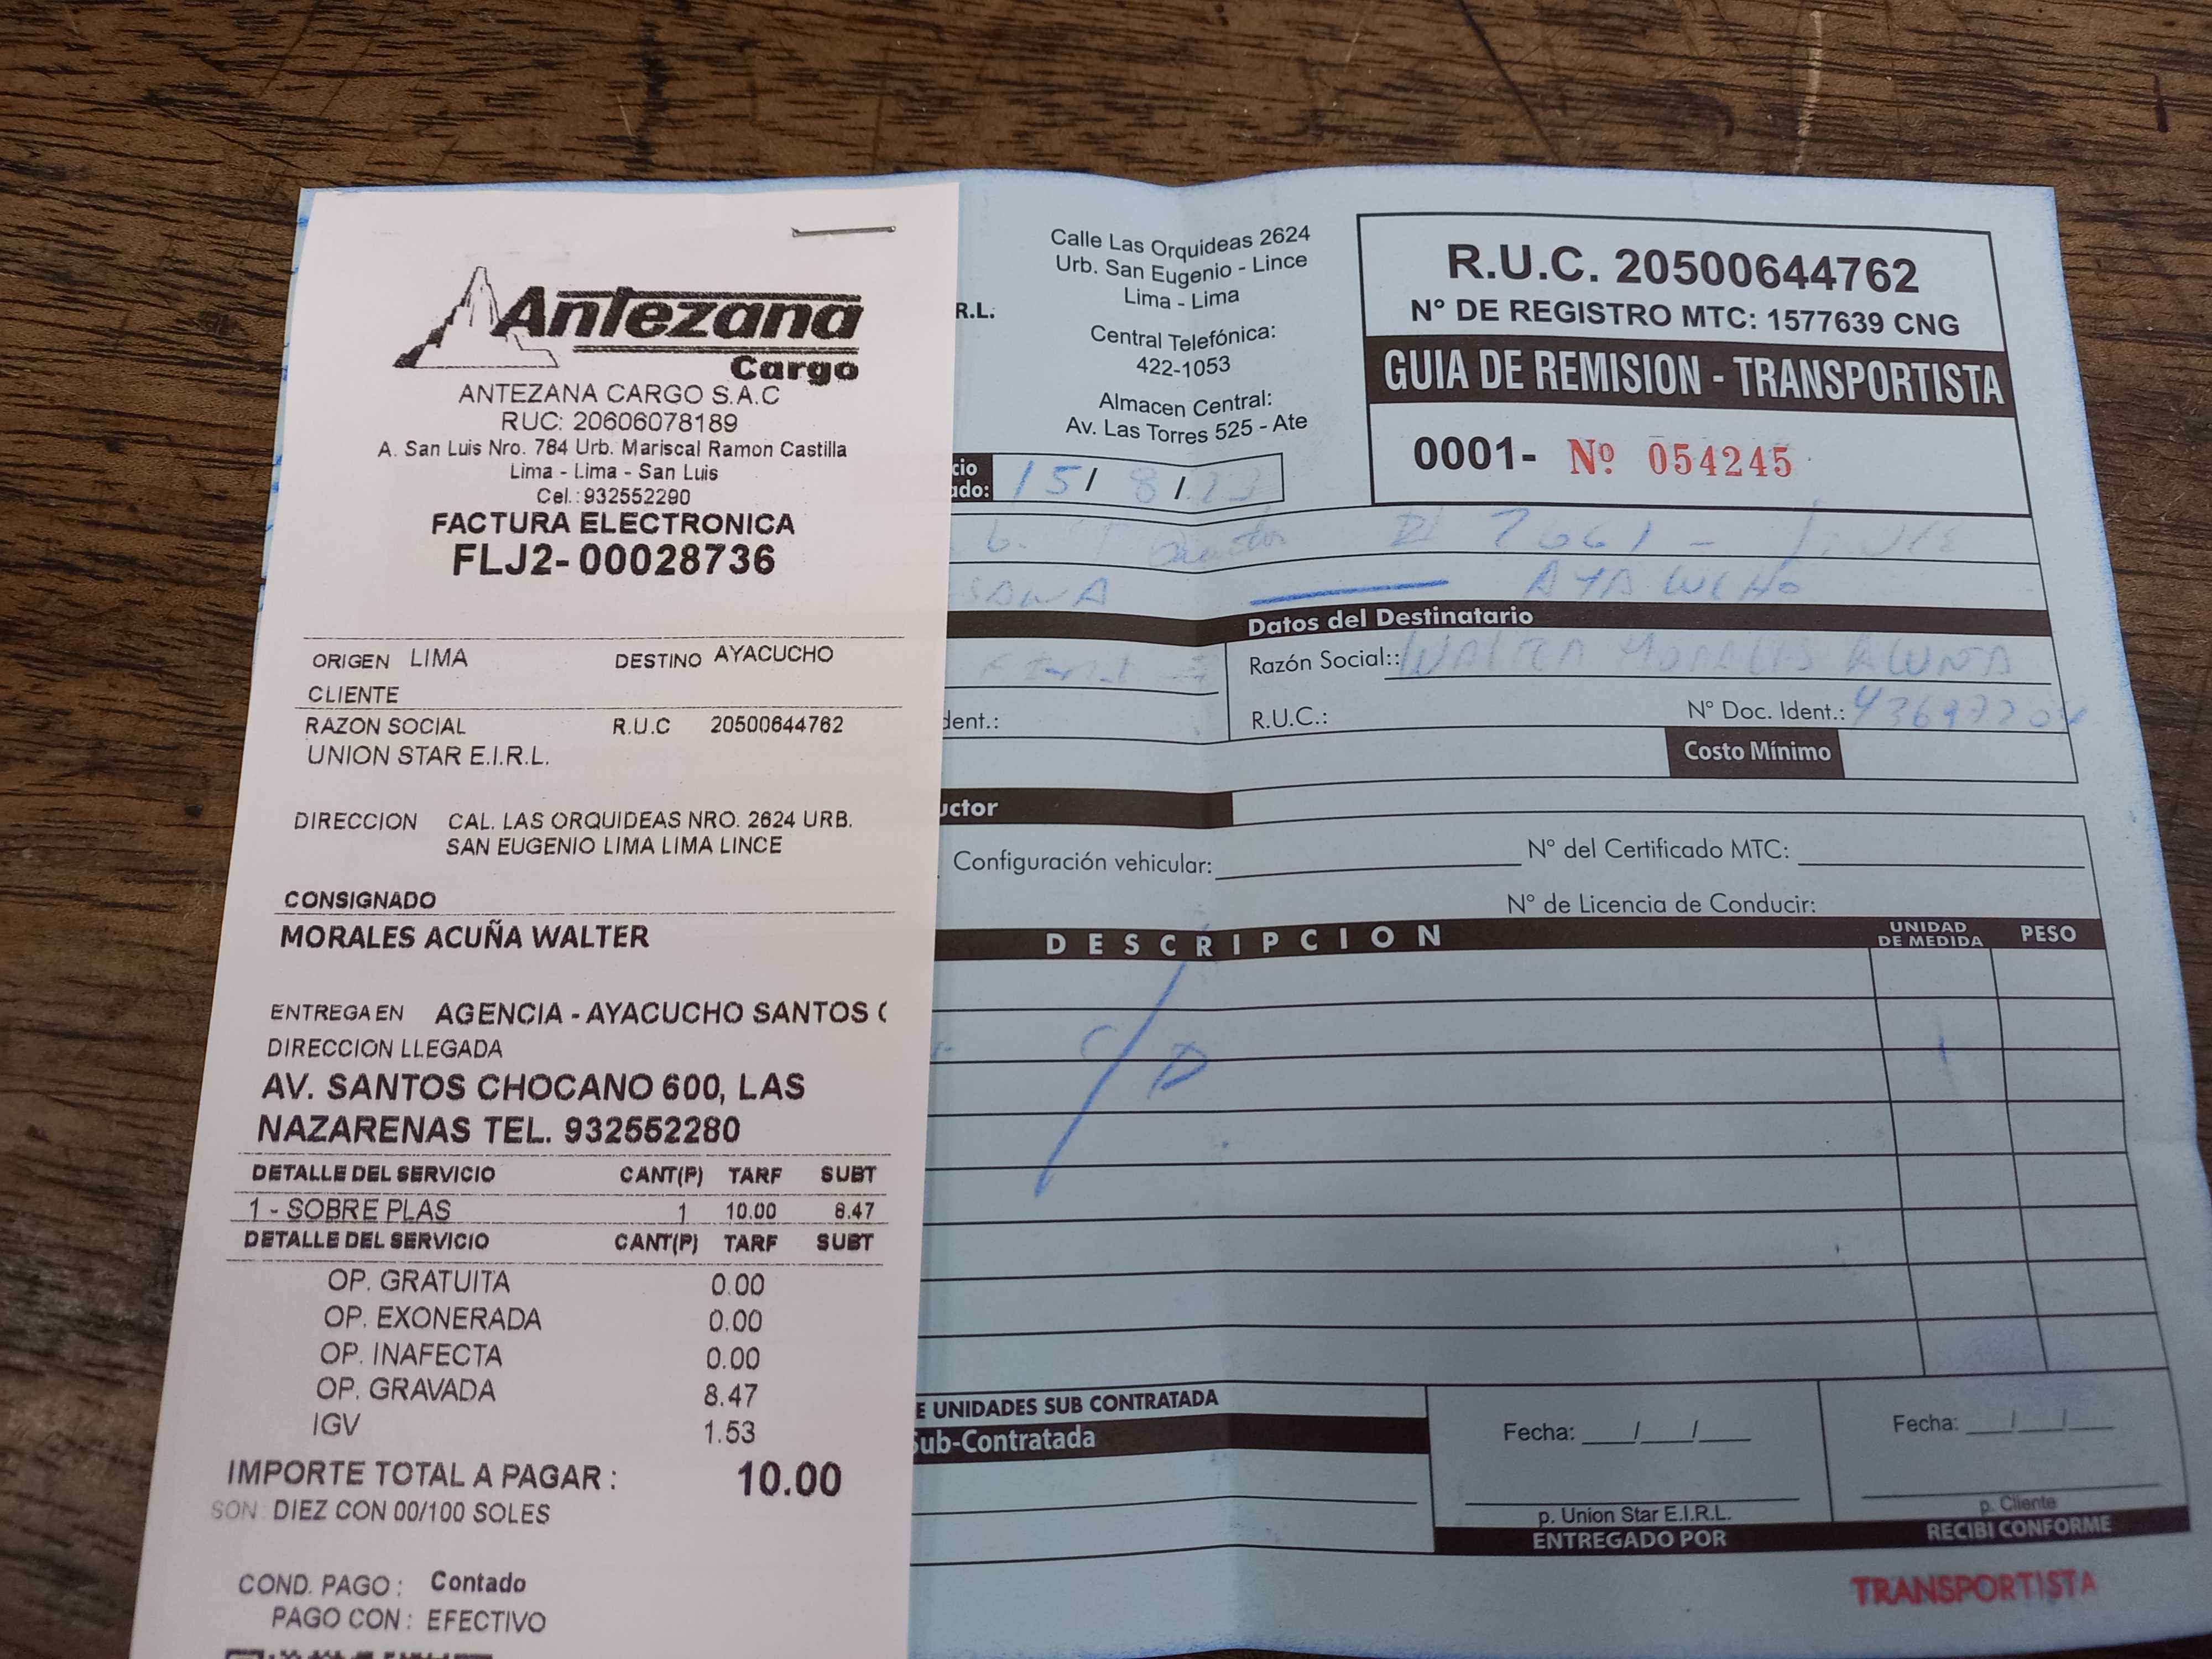 Antezana
Cargo
ANTEZANA CARGO S.A.C
RUC: 20606078189
A. San Luis Nro. 784 Urb. Mariscal Ramon Castilla
Lima - Lima - San Luis
Cel.:932552290
FACTURA ELECTRONICA
FLJ2- 00028736
ORIGEN LIMA DESTINO AYACUCHO
CLIENTE
RAZON SOCIAL R.U.C 20500644762
UNION STAR E.I.R.L.
DIRECCION CAL. LAS ORQUIDEAS NRO. 2624 URB.
SAN EUGENIO LIMA LIMA LINCE
CONSIGNADO
MORALES ACUÑA WALTER
ENTREGA EN AGENCIA - AYACUCHO SANTOS
DIRECCION LLEGADA
AV. SANTOS CHOCANO 600, LAS
NAZARENAS TEL. 932552280
DETALLE DEL SERVICIO CANT(P) TARF SUBT
1 - SOBRE PLAS 1 10.00 8.47
DETALLE DEL SERVICIO CANT(P) TARF SUBT
OP. GRATUITA 0.00
OP. EXONERADA 0.00
OP. INAFECTA 0.00
OP. GRAVADA 8.47
IGV 1.53
IMPORTE TOTAL A PAGAR : 10.00
SON: DIEZ CON 00/100 SOLES
COND. PAGO : Contado
PAGO CON : EFECTIVO
R.L.
Calle Las Orquideas 2624
Urb. San Eugenio - Lince
Lima - Lima
Central Telefónica:
422-1053
Almacen Central:
Av. Las Torres 525 - Ate
R.U.C. 20500644762
N° DE REGISTRO MTC: 1577639 CNG
GUIA DE REMISION - TRANSPORTISTA
0001- Nº 054245
cio
ado: 15/ 8 /
AYACUCHO
Datos del Destinatario
Razón Social:: WALTER MORALES ACUÑA
dent.: R.U.C.: N° Doc. Ident.:
Costo Mínimo
uctor
Configuración vehicular: N° del Certificado MTC:
N° de Licencia de Conducir:
DESCRIPCION UNIDAD DE MEDIDA PESO
C/D 1
E UNIDADES SUB CONTRATADA
Sub-Contratada
Fecha: / /
p. Union Star E.I.R.L.
ENTREGADO POR
Fecha: / /
p. Cliente
RECIBI CONFORME
TRANSPORTISTA